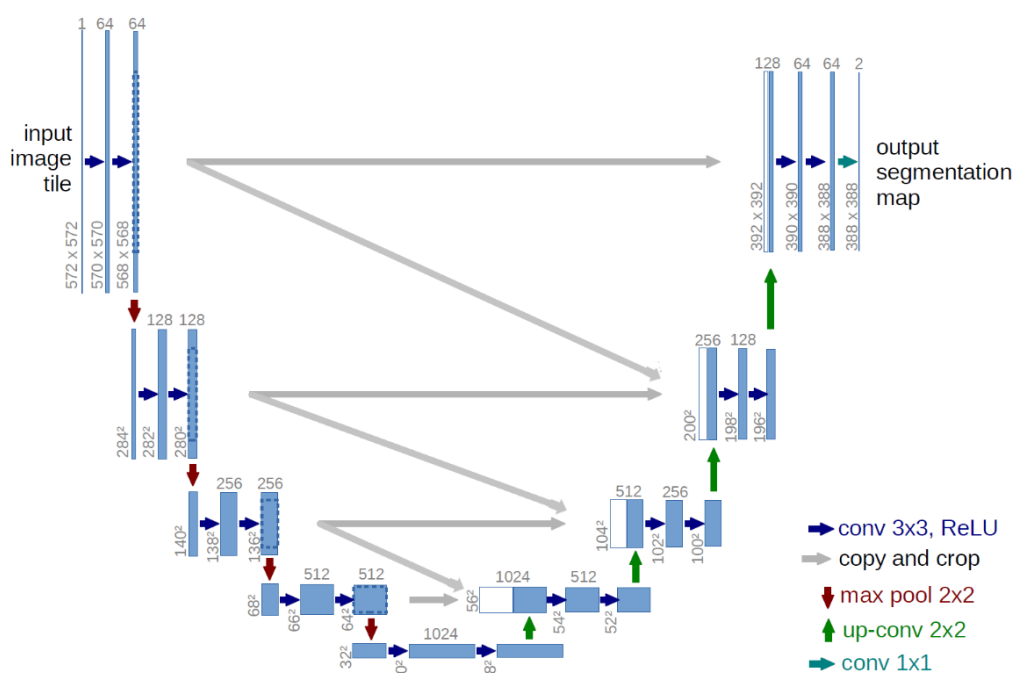 1 64 64
128 64 64 2
input
image
tile
output
segmentation
map
572 x 572
570 x 570
568 x 568
392 x 392
390 x 390
388 x 388
388 x 388
128 128
256 128
284²
282²
280²
200²
198²
196²
256 256
512 256
140²
138²
136²
104²
102²
100²
512 512
1024 512
68²
66²
64²
56²
54²
52²
1024
32²
0²
8²
conv 3x3, ReLU
copy and crop
max pool 2x2
up-conv 2x2
conv 1x1